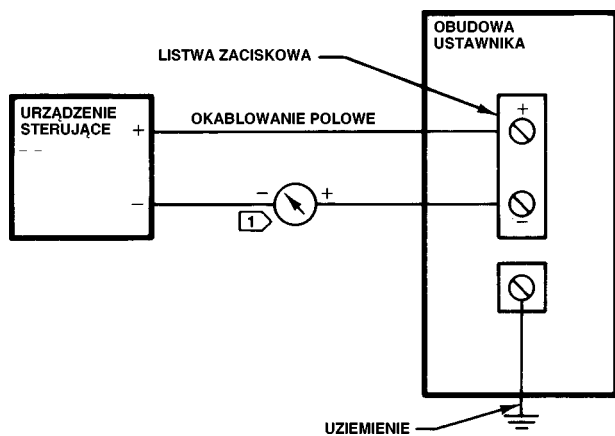 OBUDOWA
USTAWNIKA
LISTWA ZACISKOWA
URZĄDZENIE
STERUJĄCE
OKABLOWANIE POLOWE
+
+
− −
−
−
+
−
1
UZIEMIENIE